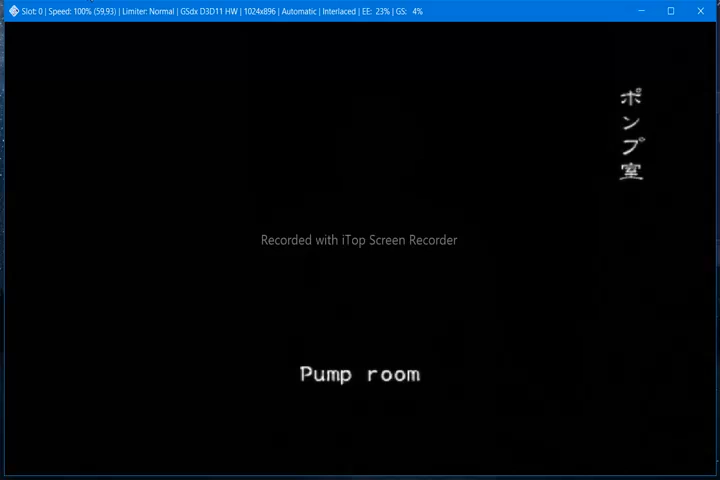 Slot: 0 | Speed: 100% (59,93) | Limiter: Normal | GSdx D3D11 HW | 1024x896 | Automatic | Interlaced | EE: 23% | GS: 4%
ポンプ室
Recorded with iTop Screen Recorder
Pump room